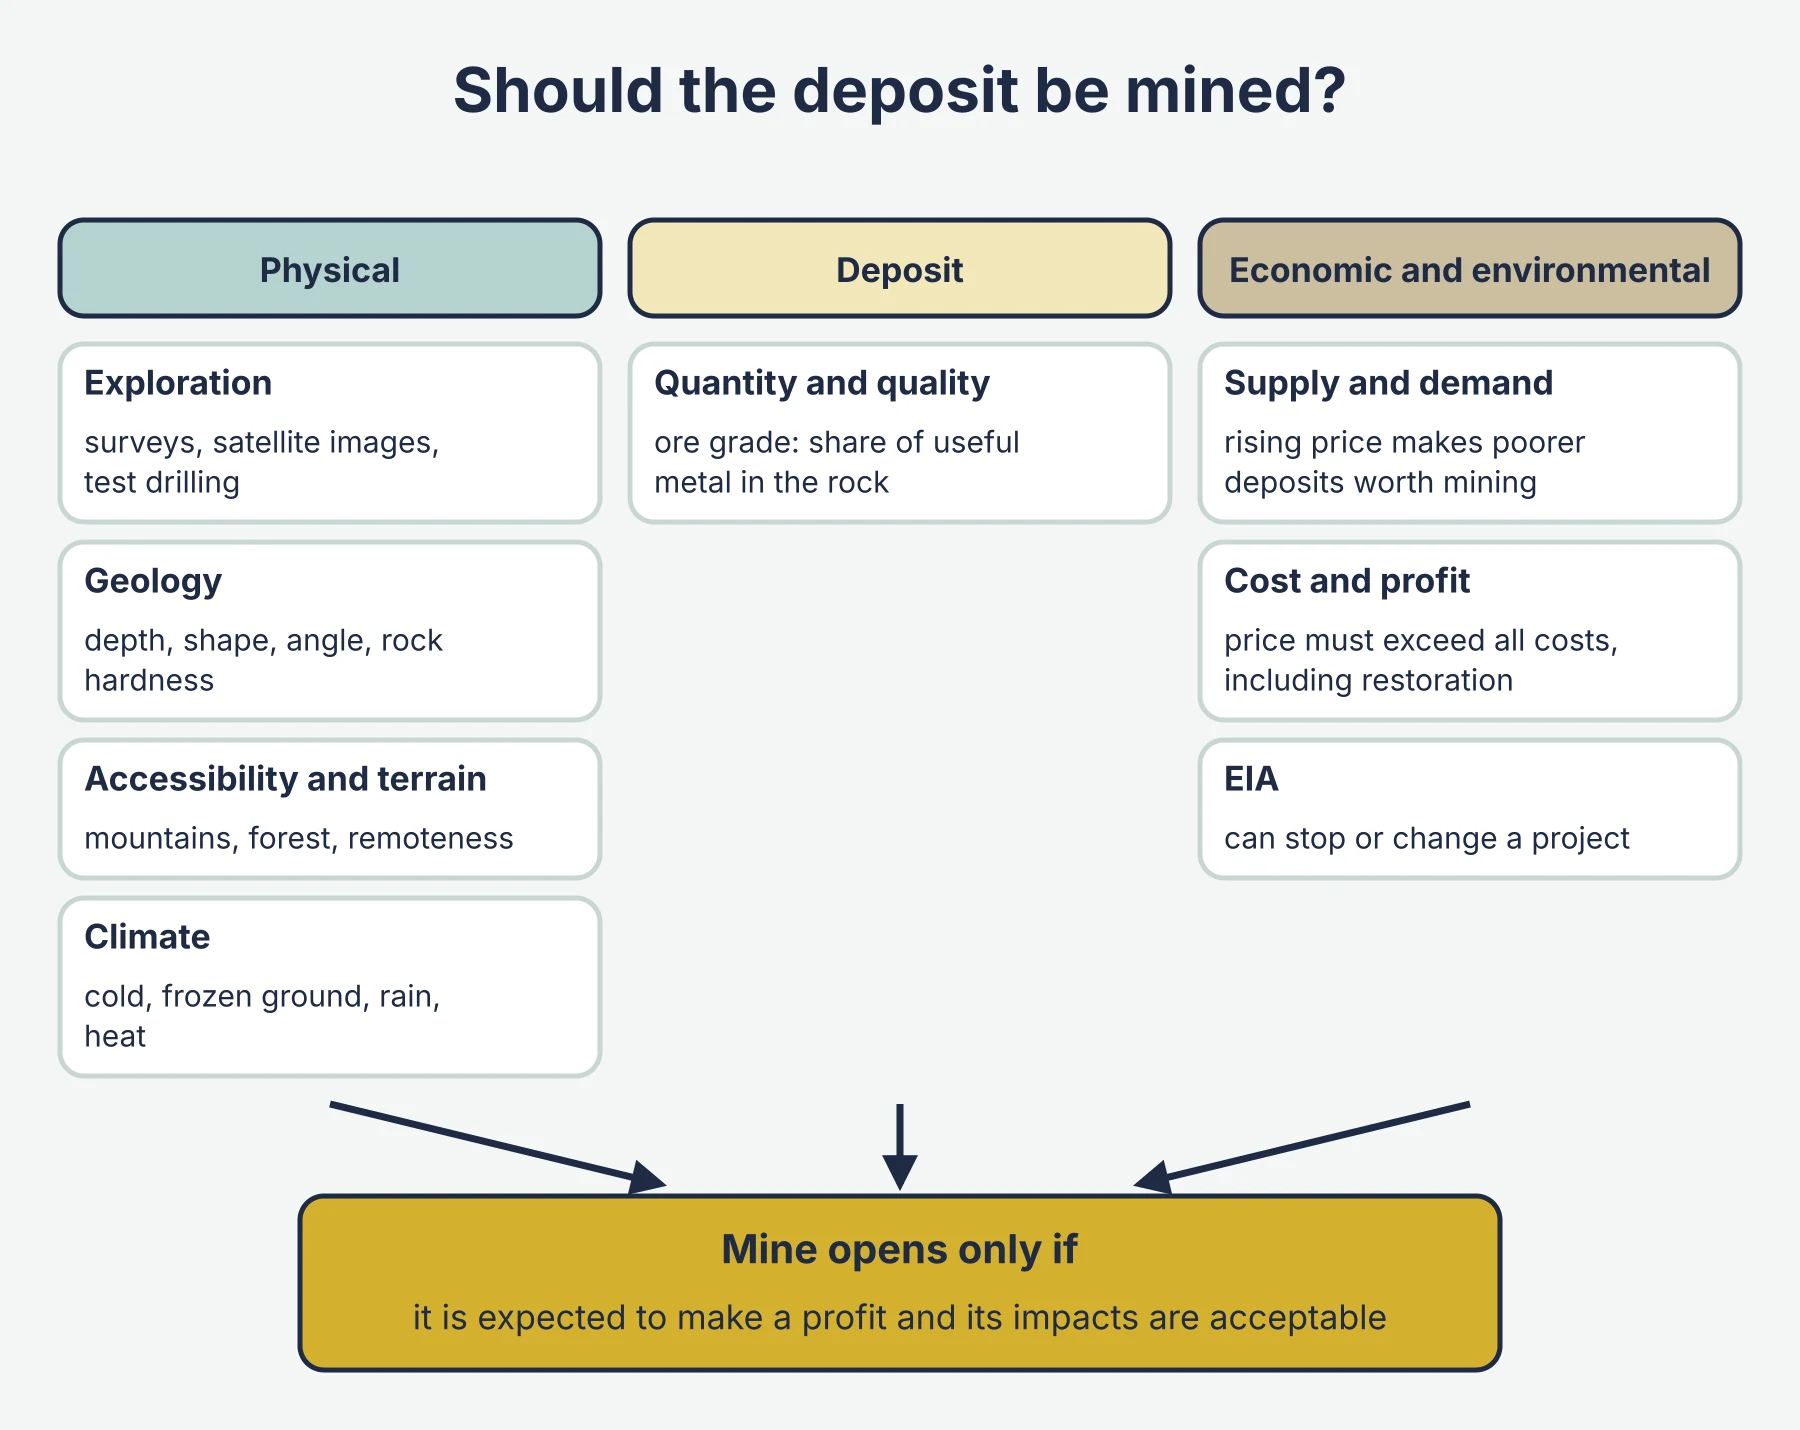 Should the deposit be mined?
Physical
Exploration
surveys, satellite images,
test drilling
Geology
depth, shape, angle, rock
hardness
Accessibility and terrain
mountains, forest, remoteness
Climate
cold, frozen ground, rain,
heat
Deposit
Quantity and quality
ore grade: share of useful
metal in the rock
Economic and environmental
Supply and demand
rising price makes poorer
deposits worth mining
Cost and profit
price must exceed all costs,
including restoration
EIA
can stop or change a project
Mine opens only if
it is expected to make a profit and its impacts are acceptable